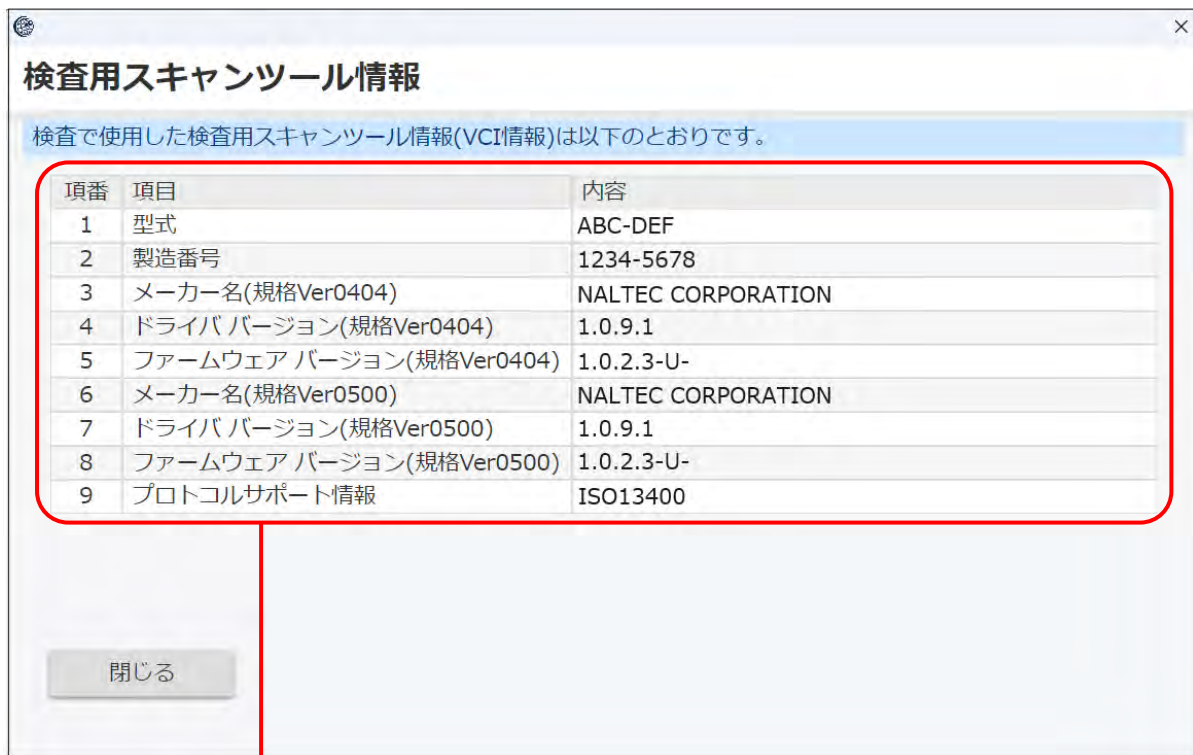 検査用スキャンツール情報
検査で使用した検査用スキャンツール情報(VCI情報)は以下のとおりです。
項番 項目 内容
1 型式 ABC-DEF
2 製造番号 1234-5678
3 メーカー名(規格Ver0404) NALTEC CORPORATION
4 ドライバ バージョン(規格Ver0404) 1.0.9.1
5 ファームウェア バージョン(規格Ver0404) 1.0.2.3-U-
6 メーカー名(規格Ver0500) NALTEC CORPORATION
7 ドライバ バージョン(規格Ver0500) 1.0.9.1
8 ファームウェア バージョン(規格Ver0500) 1.0.2.3-U-
9 プロトコルサポート情報 ISO13400
閉じる